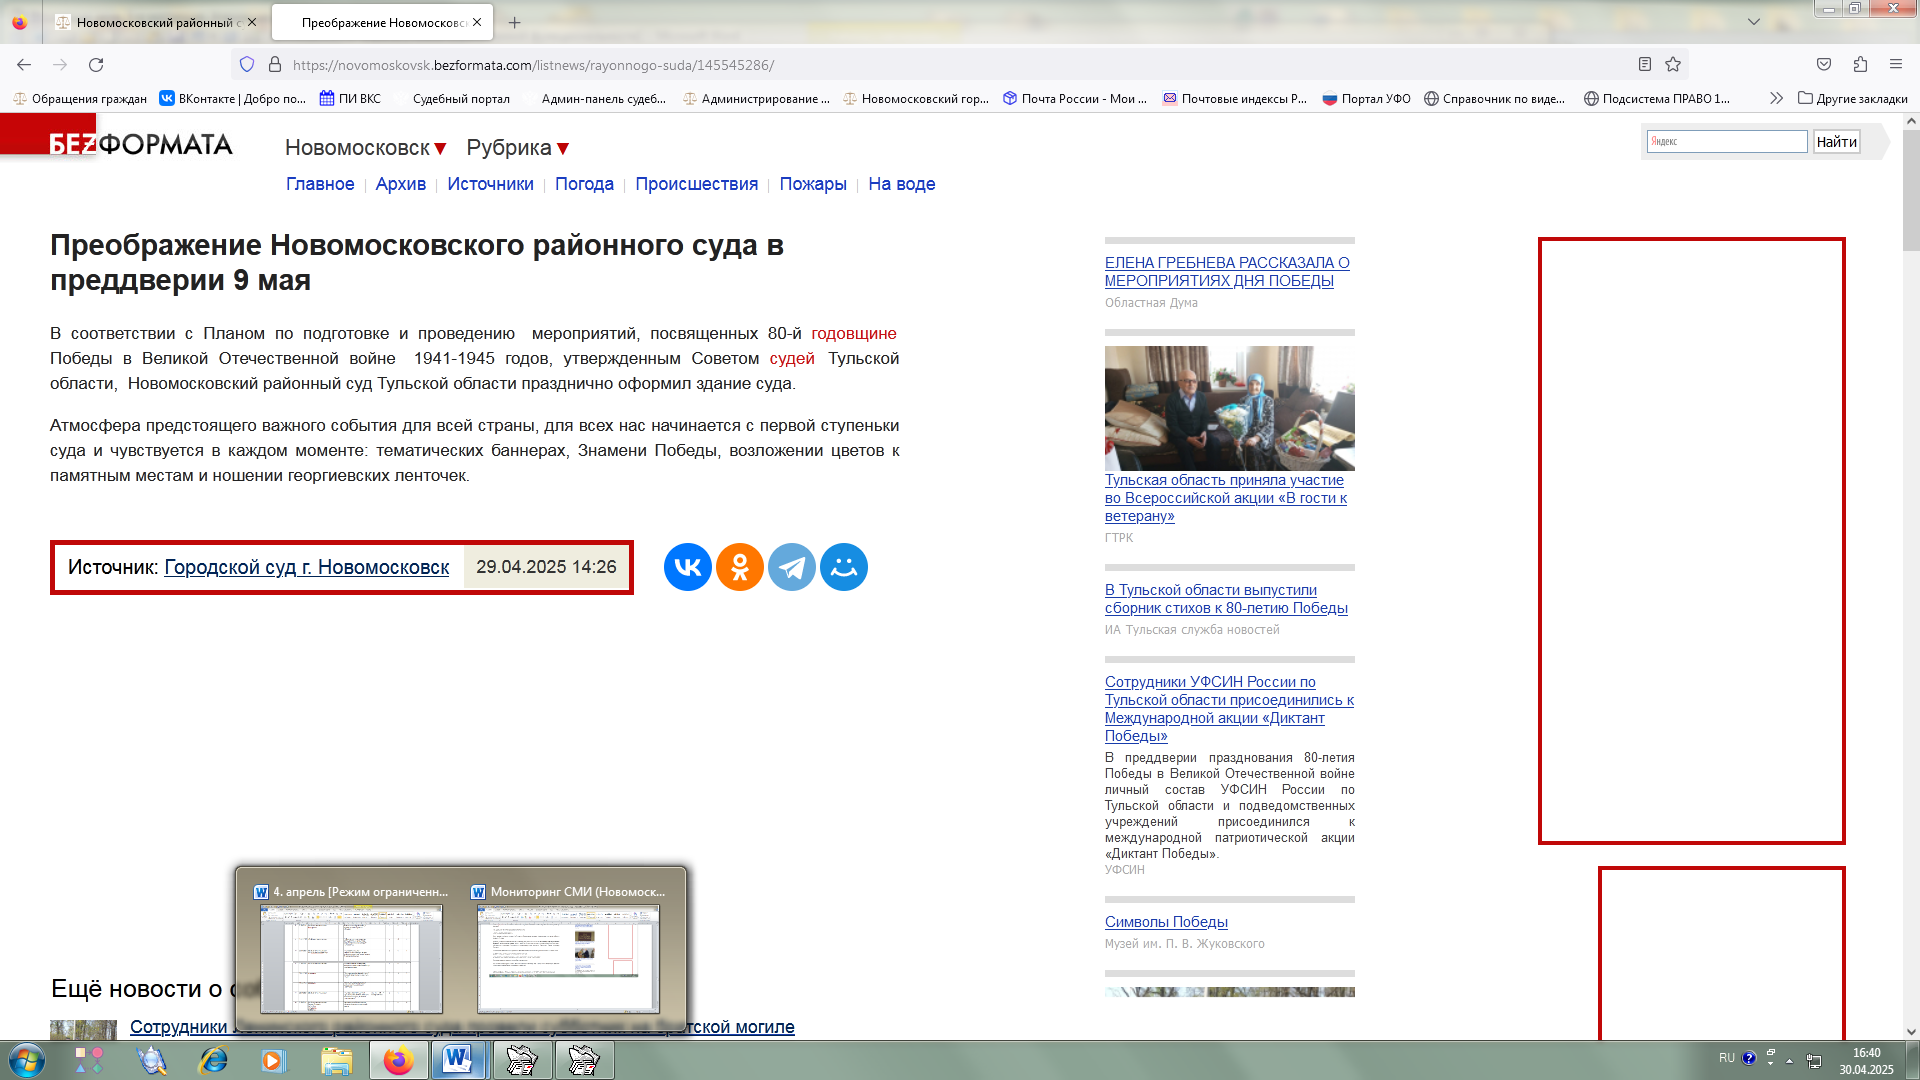 Новомосковский районный с
Преображение Новомосковск
https://novomoskovsk.bezformata.com/listnews/rayonnogo-suda/145545286/
Обращения граждан
ВКонтакте | Добро по...
ПИ ВКС
Судебный портал
Админ-панель судеб...
Администрирование ...
Новомосковский гор...
Почта России - Мои ...
Почтовые индексы Р...
Портал УФО
Справочник по виде...
Подсистема ПРАВО 1...
Другие закладки
БЕZФОРМАТА
Новомосковск▼ Рубрика▼
Яндекс
Найти
Главное | Архив | Источники | Погода | Происшествия | Пожары | На воде
Преображение Новомосковского районного суда в
преддверии 9 мая
В соответствии с Планом по подготовке и проведению мероприятий, посвященных 80-й годовщине
Победы в Великой Отечественной войне 1941-1945 годов, утвержденным Советом судей Тульской
области, Новомосковский районный суд Тульской области празднично оформил здание суда.
Атмосфера предстоящего важного события для всей страны, для всех нас начинается с первой ступеньки
суда и чувствуется в каждом моменте: тематических баннерах, Знамени Победы, возложении цветов к
памятным местам и ношении георгиевских ленточек.
Источник: Городской суд г. Новомосковск 29.04.2025 14:26
ЕЛЕНА ГРЕБНЕВА РАССКАЗАЛА О
МЕРОПРИЯТИЯХ ДНЯ ПОБЕДЫ
Областная Дума
Тульская область приняла участие
во Всероссийской акции «В гости к
ветерану»
ГТРК
В Тульской области выпустили
сборник стихов к 80-летию Победы
ИА Тульская служба новостей
Сотрудники УФСИН России по
Тульской области присоединились к
Международной акции «Диктант
Победы»
В преддверии празднования 80-летия
Победы в Великой Отечественной войне
личный состав УФСИН России по
Тульской области и подведомственных
учреждений присоединился к
международной патриотической акции
«Диктант Победы».
УФСИН
Символы Победы
Музей им. П. В. Жуковского
4. апрель [Режим ограниченн...
Мониторинг СМИ (Новомоск...
Ещё новости о
Сотрудники
братской могиле
RU
16:40
30.04.2025